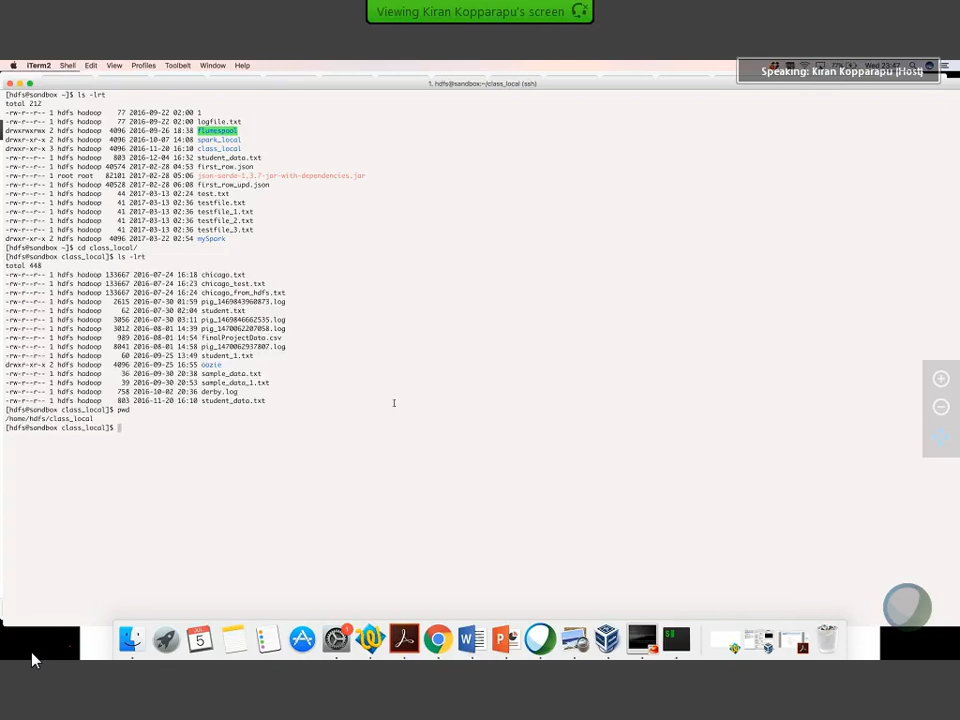 Viewing Kiran Kopparapu's screen
iTerm2 Shell Edit View Profiles Toolbelt Window Help
Speaking: Kiran Kopparapu [Host]
1. hdfs@sandbox:~/class_local (ssh)
[hdfs@sandbox ~]$ ls -lrt
total 212
-rw-r--r-- 1 hdfs hadoop 77 2016-09-22 02:00 1
-rw-r--r-- 1 hdfs hadoop 77 2016-09-22 02:00 logfile.txt
drwxrwxrwx 2 hdfs hadoop 4096 2016-09-26 18:38 flumespool
drwxr-xr-x 2 hdfs hadoop 4096 2016-10-07 14:08 spark_local
drwxr-xr-x 3 hdfs hadoop 4096 2016-11-20 16:10 class_local
-rw-r--r-- 1 hdfs hadoop 803 2016-12-04 16:32 student_data.txt
-rw-r--r-- 1 hdfs hadoop 40574 2017-02-28 04:53 first_row.json
-rw-r--r-- 1 root root 82101 2017-02-28 05:06 json-serde-1.3.7-jar-with-dependencies.jar
-rw-r--r-- 1 hdfs hadoop 40528 2017-02-28 06:08 first_row_upd.json
-rw-r--r-- 1 hdfs hadoop 44 2017-03-13 02:24 test.txt
-rw-r--r-- 1 hdfs hadoop 41 2017-03-13 02:36 testfile.txt
-rw-r--r-- 1 hdfs hadoop 41 2017-03-13 02:36 testfile_1.txt
-rw-r--r-- 1 hdfs hadoop 41 2017-03-13 02:36 testfile_2.txt
-rw-r--r-- 1 hdfs hadoop 41 2017-03-13 02:36 testfile_3.txt
drwxr-xr-x 2 hdfs hadoop 4096 2017-03-22 02:54 mySpark
[hdfs@sandbox ~]$ cd class_local/
[hdfs@sandbox class_local]$ ls -lrt
total 448
-rw-r--r-- 1 hdfs hadoop 133667 2016-07-24 16:18 chicago.txt
-rw-r--r-- 1 hdfs hadoop 133667 2016-07-24 16:23 chicago_test.txt
-rw-r--r-- 1 hdfs hadoop 133667 2016-07-24 16:24 chicago_from_hdfs.txt
-rw-r--r-- 1 hdfs hadoop 2615 2016-07-30 01:59 pig_1469843960873.log
-rw-r--r-- 1 hdfs hadoop 62 2016-07-30 02:04 student.txt
-rw-r--r-- 1 hdfs hadoop 3056 2016-07-30 03:11 pig_1469846662535.log
-rw-r--r-- 1 hdfs hadoop 3012 2016-08-01 14:39 pig_1470062207058.log
-rw-r--r-- 1 hdfs hadoop 989 2016-08-01 14:54 finalProjectData.csv
-rw-r--r-- 1 hdfs hadoop 8041 2016-08-01 14:58 pig_1470062937807.log
-rw-r--r-- 1 hdfs hadoop 60 2016-09-25 13:49 student_1.txt
drwxr-xr-x 2 hdfs hadoop 4096 2016-09-25 16:55 oozie
-rw-r--r-- 1 hdfs hadoop 36 2016-09-30 20:38 sample_data.txt
-rw-r--r-- 1 hdfs hadoop 39 2016-09-30 20:53 sample_data_1.txt
-rw-r--r-- 1 hdfs hadoop 758 2016-10-02 20:36 derby.log
-rw-r--r-- 1 hdfs hadoop 803 2016-11-20 16:10 student_data.txt
[hdfs@sandbox class_local]$ pwd
/home/hdfs/class_local
[hdfs@sandbox class_local]$